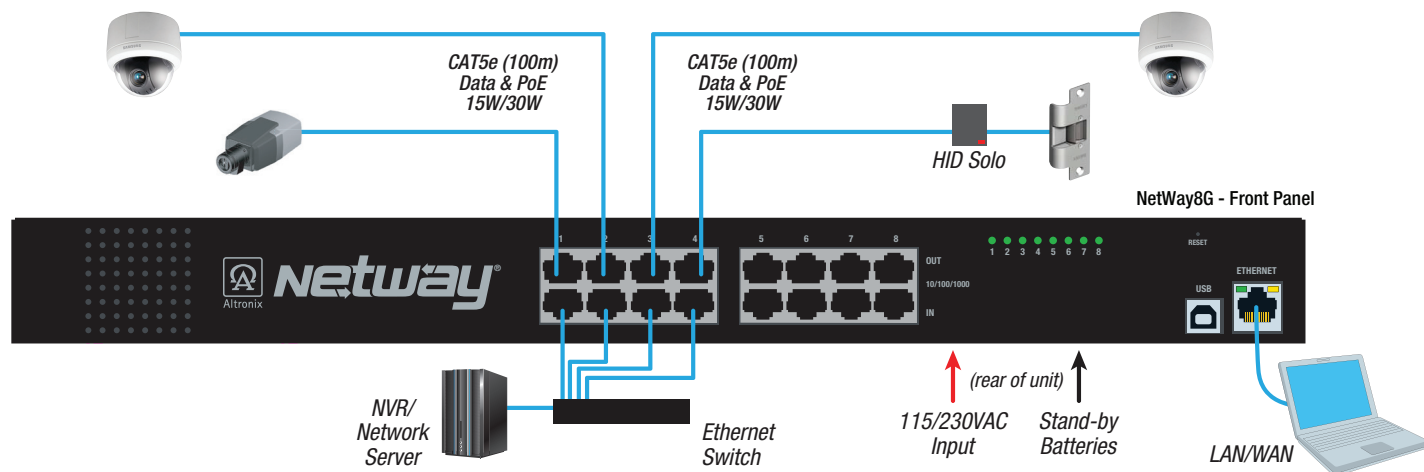 CAT5e (100m)
Data & PoE
15W/30W
CAT5e (100m)
Data & PoE
15W/30W
HID Solo
NetWay8G - Front Panel
1 2 3 4 5 6 7 8
OUT
10/100/1000
IN
1 2 3 4 5 6 7 8
RESET
USB
ETHERNET
Altronix
Netway®
NVR/
Network
Server
Ethernet
Switch
(rear of unit)
115/230VAC
Input
Stand-by
Batteries
LAN/WAN